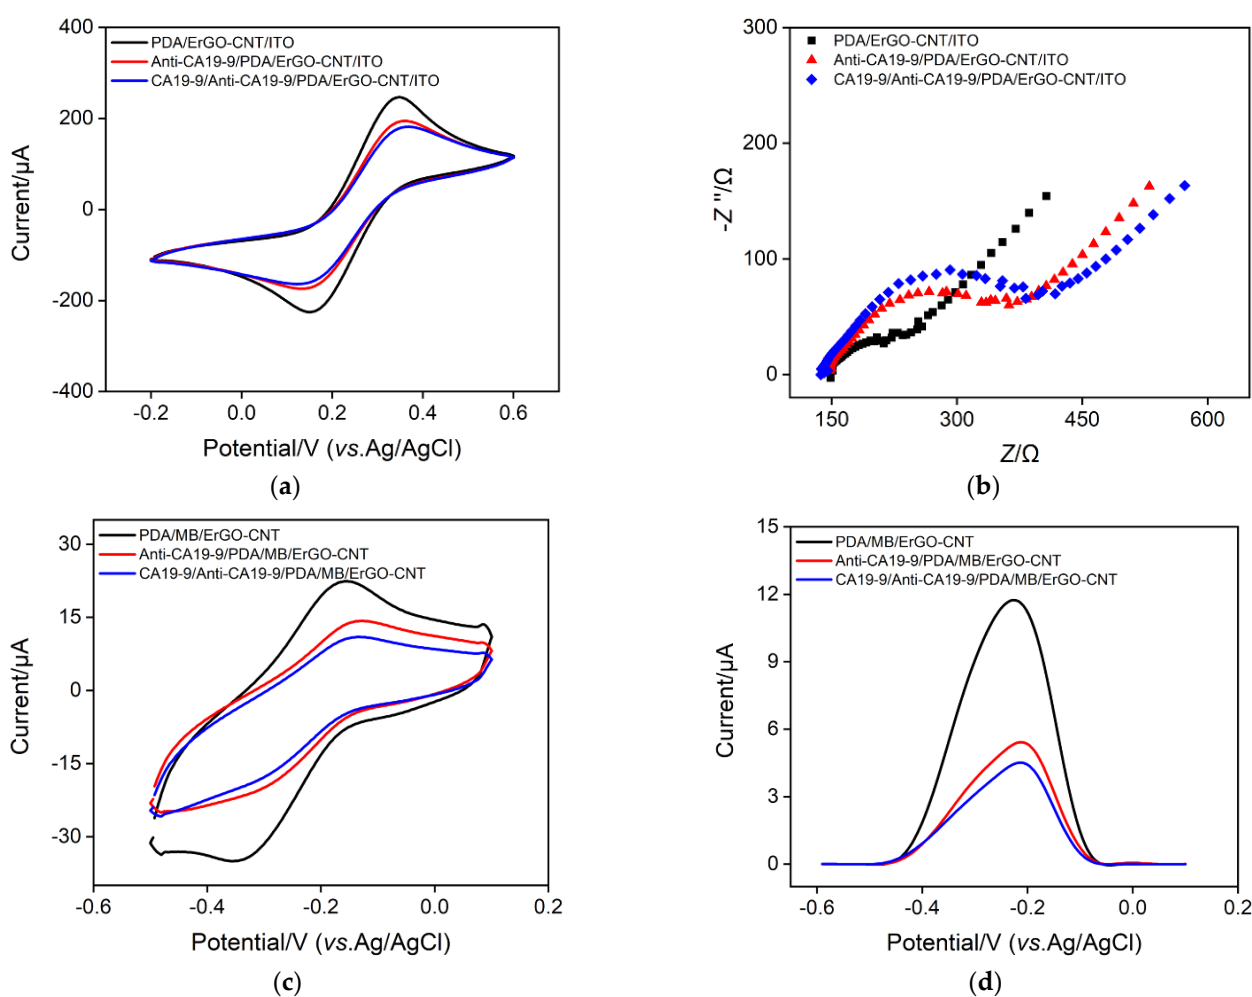 400
200
0
-200
-400
Current/µA
PDA/ErGO-CNT/ITO
Anti-CA19-9/PDA/ErGO-CNT/ITO
CA19-9/Anti-CA19-9/PDA/ErGO-CNT/ITO
-0.2 0.0 0.2 0.4 0.6
Potential/V (vs.Ag/AgCl)
(a)
300
200
100
0
-Z''/Ω
PDA/ErGO-CNT/ITO
Anti-CA19-9/PDA/ErGO-CNT/ITO
CA19-9/Anti-CA19-9/PDA/ErGO-CNT/ITO
150 300 450 600
Z/Ω
(b)
30
15
0
-15
-30
Current/µA
PDA/MB/ErGO-CNT
Anti-CA19-9/PDA/MB/ErGO-CNT
CA19-9/Anti-CA19-9/PDA/MB/ErGO-CNT
-0.6 -0.4 -0.2 0.0 0.2
Potential/V (vs.Ag/AgCl)
(c)
15
12
9
6
3
0
Current/µA
PDA/MB/ErGO-CNT
Anti-CA19-9/PDA/MB/ErGO-CNT
CA19-9/Anti-CA19-9/PDA/MB/ErGO-CNT
-0.6 -0.4 -0.2 0.0 0.2
Potential/V (vs.Ag/AgCl)
(d)